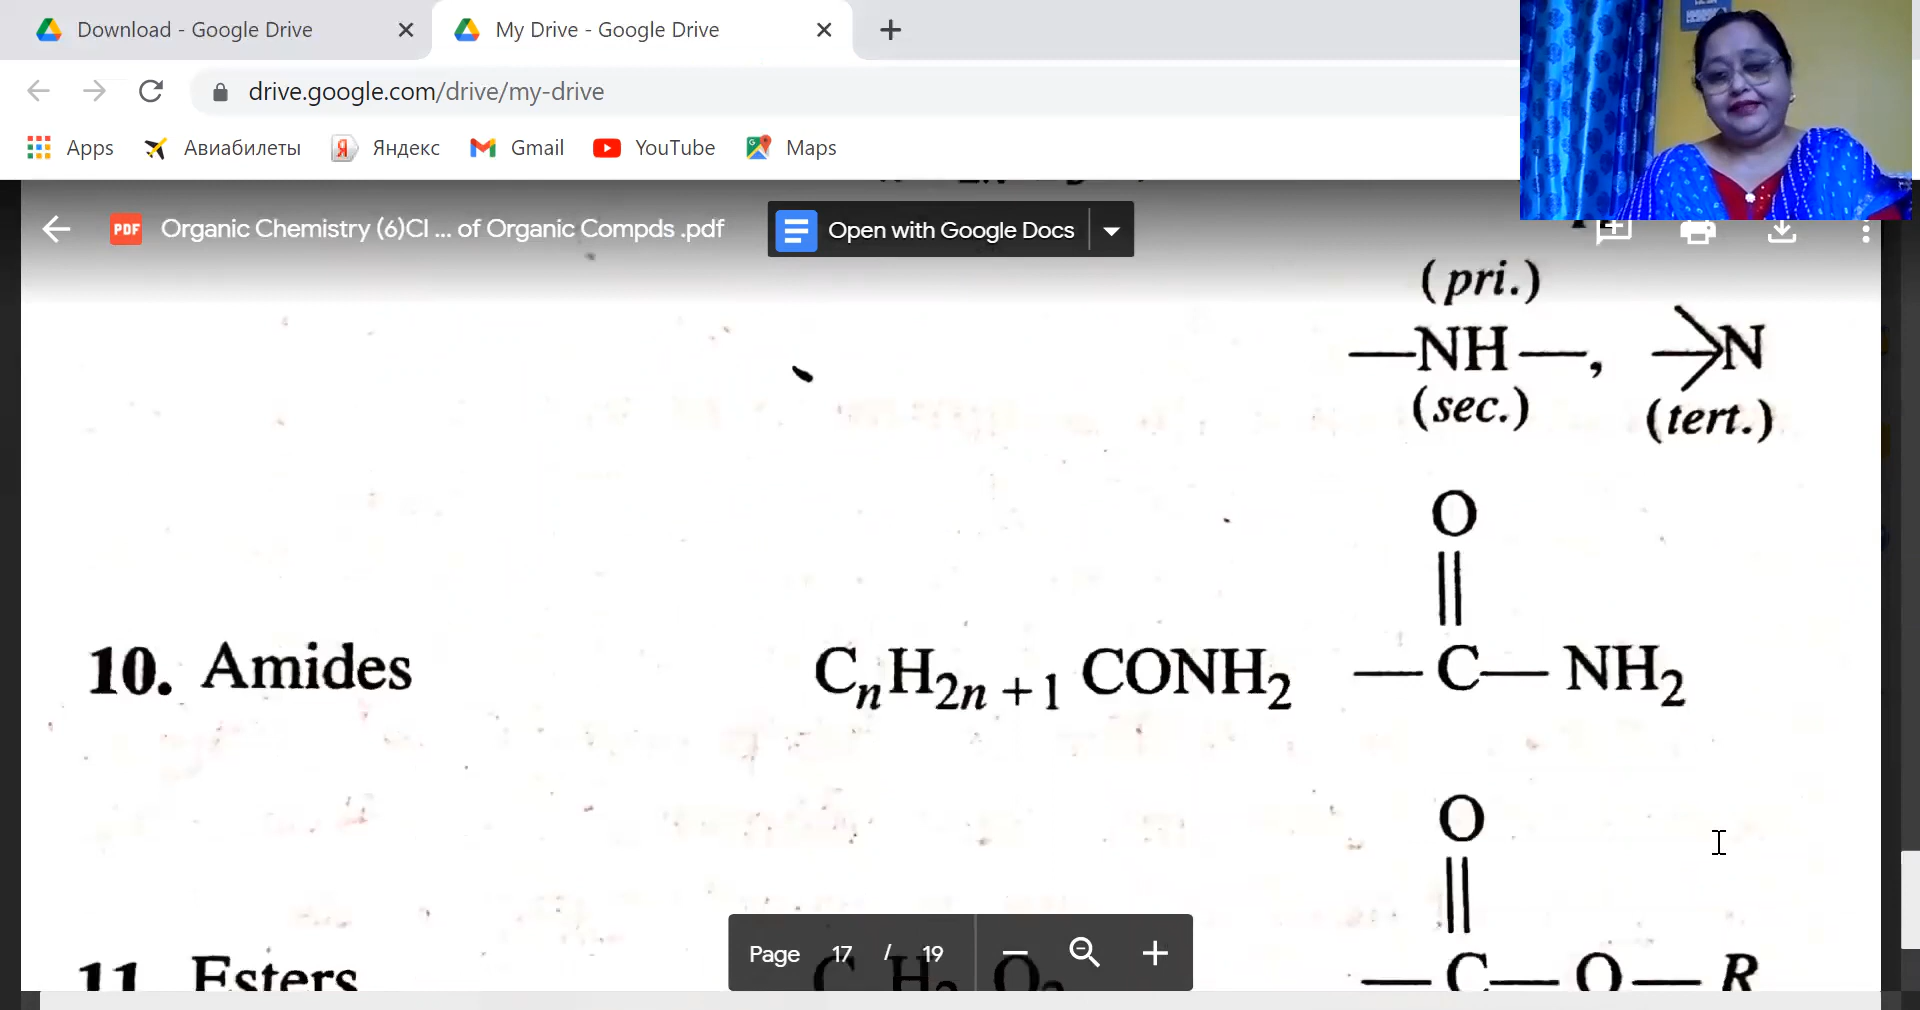 Download - Google Drive
My Drive - Google Drive
drive.google.com/drive/my-drive
Apps
Авиабилеты
Яндекс
Gmail
YouTube
Maps
PDF
Organic Chemistry (6)Cl ... of Organic Compds .pdf
Open with Google Docs
(pri.)
—NH—, ⪫N
(sec.) (tert.)
O
||
10. Amides CₙH₂ₙ₊₁ CONH₂ —C—NH₂
O
||
11. Esters —C—O—R
Page 17 / 19